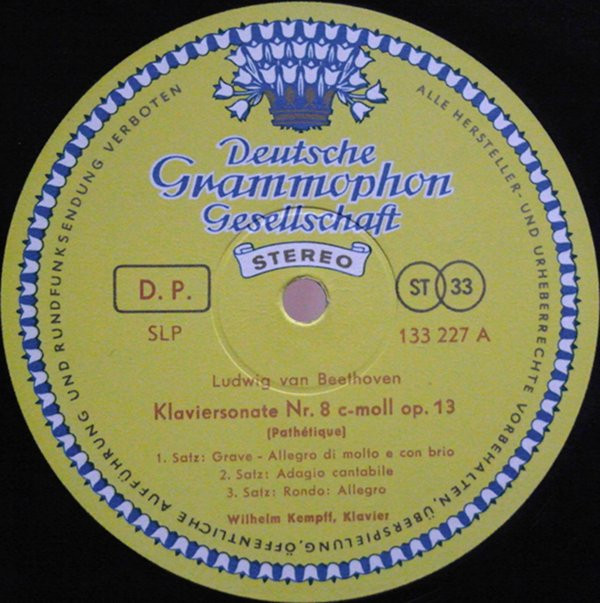 Deutsche
Grammophon
Gesellschaft
STEREO
D. P.
SLP
ST 33
133 227 A
Ludwig van Beethoven
Klaviersonate Nr. 8 c-moll op. 13
(Pathétique)
1. Satz: Grave - Allegro di molto e con brio
2. Satz: Adagio cantabile
3. Satz: Rondo: Allegro
Wilhelm Kempff, Klavier
ALLE HERSTELLER- UND URHEBERRECHTE VORBEHALTEN, ÜBERSPIELUNG, ÖFFENTLICHE AUFFÜHRUNG UND RUNDFUNKSENDUNG VERBOTEN